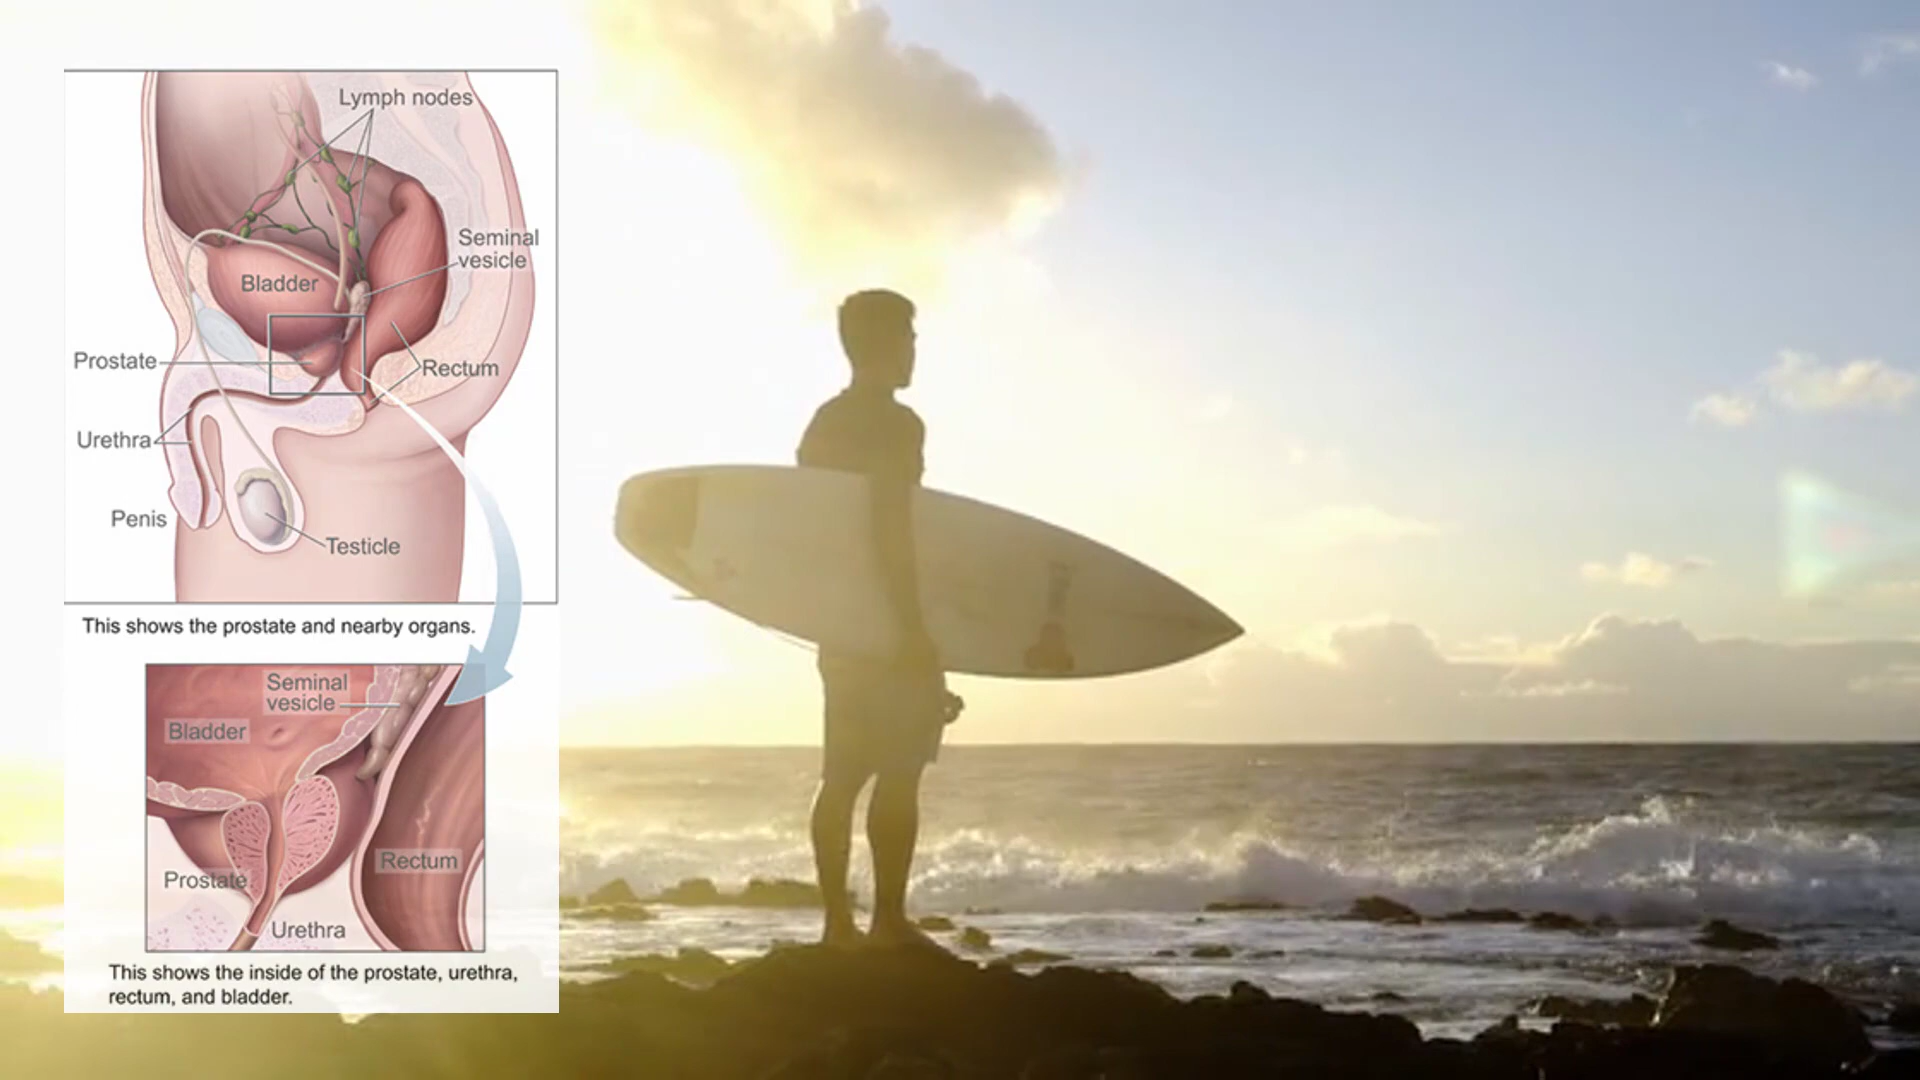 Lymph nodes
Seminal
vesicle
Bladder
Prostate
Rectum
Urethra
Penis
Testicle
This shows the prostate and nearby organs.
Seminal
vesicle
Bladder
Rectum
Prostate
Urethra
This shows the inside of the prostate, urethra,
rectum, and bladder.